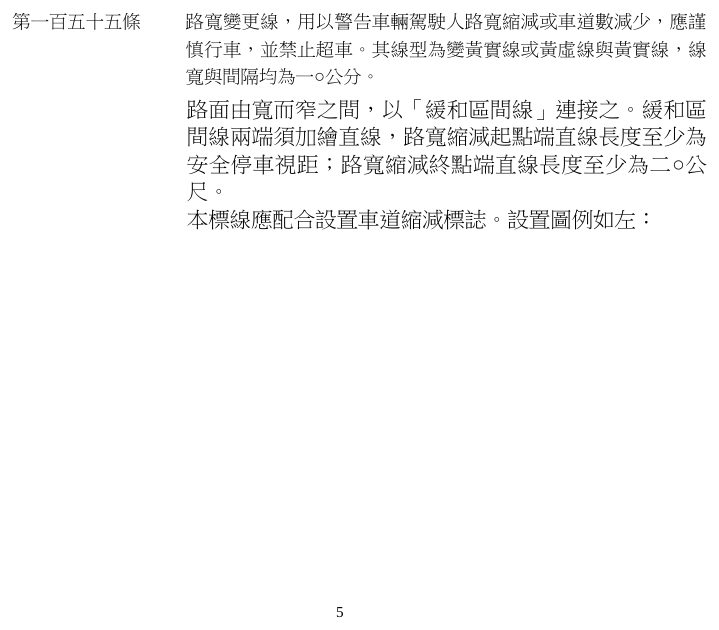 第一百五十五條　路寬變更線，用以警告車輛駕駛人路寬縮減或車道數減少，應謹
慎行車，並禁止超車。其線型為變黃實線或黃虛線與黃實線，線
寬與間隔均為一○公分。
路面由寬而窄之間，以「緩和區間線」連接之。緩和區
間線兩端須加繪直線，路寬縮減起點端直線長度至少為
安全停車視距；路寬縮減終點端直線長度至少為二○公
尺。
本標線應配合設置車道縮減標誌。設置圖例如左：
5